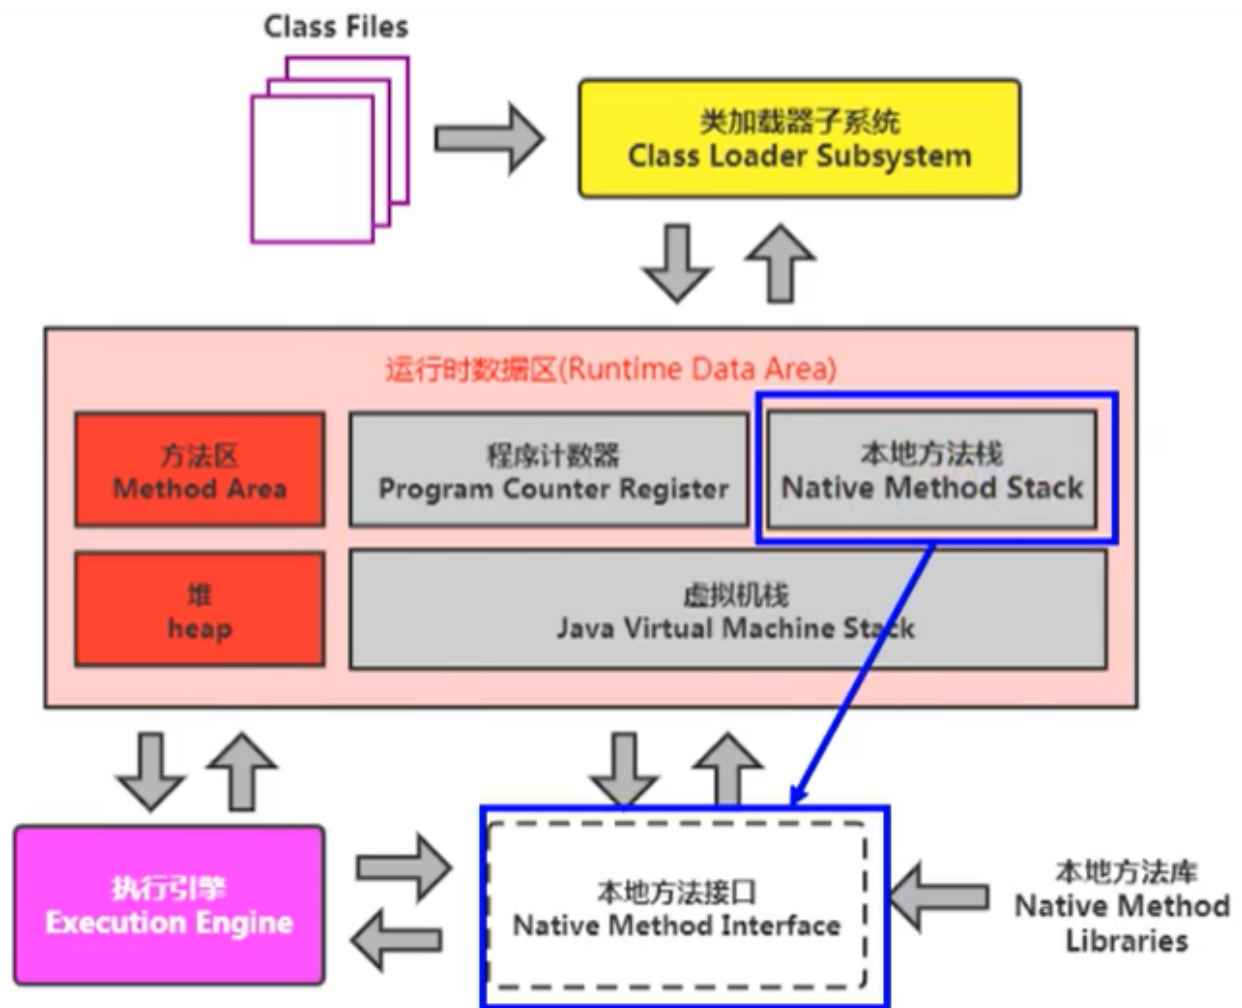 Class Files
类加载器子系统
Class Loader Subsystem
运行时数据区(Runtime Data Area)
方法区
Method Area
程序计数器
Program Counter Register
本地方法栈
Native Method Stack
堆
heap
虚拟机栈
Java Virtual Machine Stack
执行引擎
Execution Engine
本地方法接口
Native Method Interface
本地方法库
Native Method
Libraries